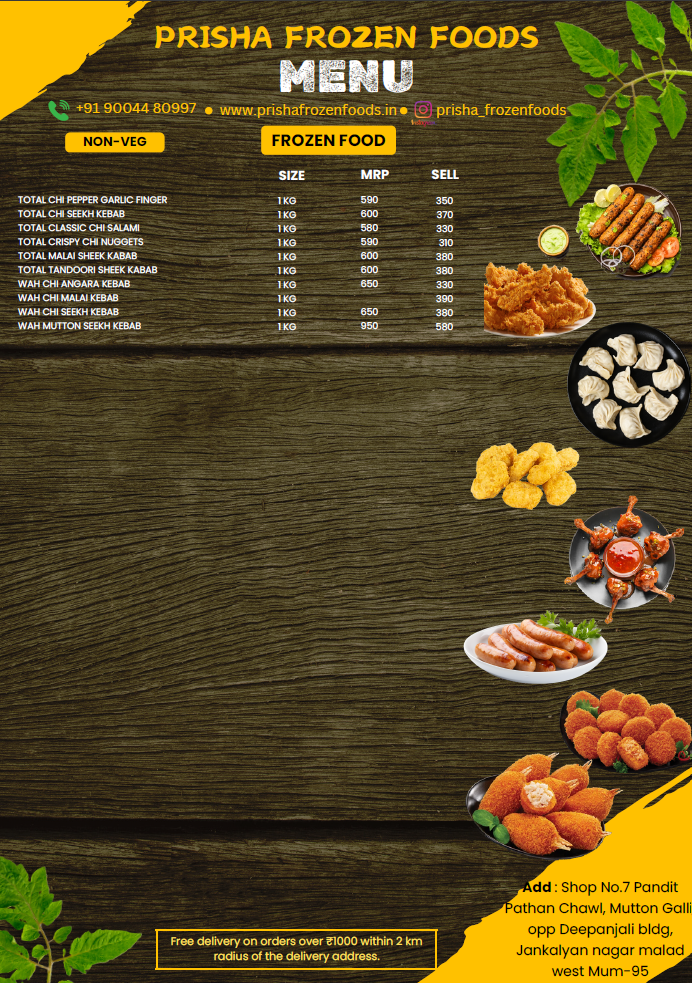 PRISHA FROZEN FOODS
MENU
+91 90044 80997 • www.prishafrozenfoods.in • prisha_frozenfoods
NON-VEG
FROZEN FOOD
SIZE MRP SELL
TOTAL CHI PEPPER GARLIC FINGER 1 KG 590 350
TOTAL CHI SEEKH KEBAB 1 KG 600 370
TOTAL CLASSIC CHI SALAMI 1 KG 580 330
TOTAL CRISPY CHI NUGGETS 1 KG 590 310
TOTAL MALAI SHEEK KABAB 1 KG 600 380
TOTAL TANDOORI SHEEK KABAB 1 KG 600 380
WAH CHI ANGARA KEBAB 1 KG 650 330
WAH CHI MALAI KEBAB 1 KG 390
WAH CHI SEEKH KEBAB 1 KG 650 380
WAH MUTTON SEEKH KEBAB 1 KG 950 580
Add : Shop No.7 Pandit
Pathan Chawl, Mutton Galli
opp Deepanjali bldg,
Jankalyan nagar malad
west Mum-95
Free delivery on orders over ₹1000 within 2 km
radius of the delivery address.